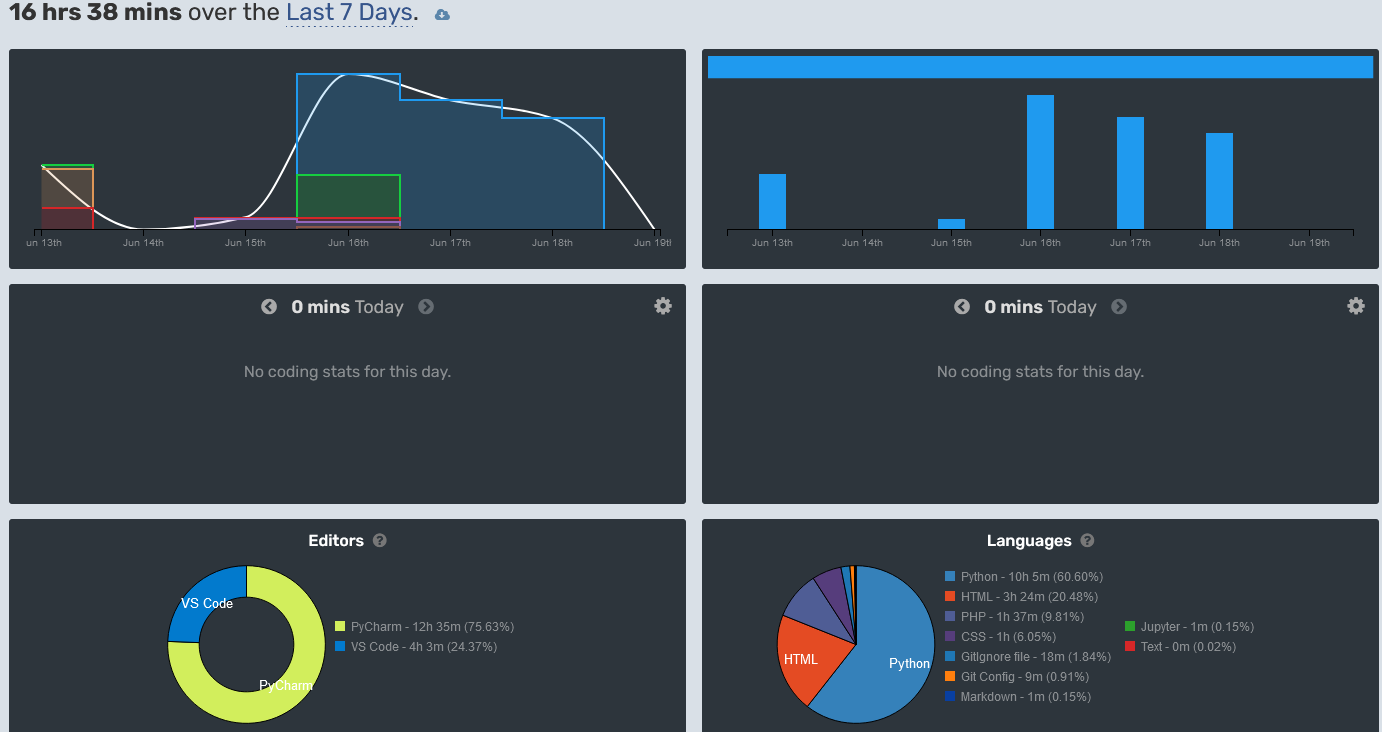 16 hrs 38 mins over the Last 7 Days.
un 13th Jun 14th Jun 15th Jun 16th Jun 17th Jun 18th Jun 19th
Jun 13th Jun 14th Jun 15th Jun 16th Jun 17th Jun 18th Jun 19th
0 mins Today
No coding stats for this day.
0 mins Today
No coding stats for this day.
Editors ?
VS Code
PyCharm
PyCharm - 12h 35m (75.63%)
VS Code - 4h 3m (24.37%)
Languages ?
HTML
Python
Python - 10h 5m (60.60%)
HTML - 3h 24m (20.48%)
PHP - 1h 37m (9.81%)
CSS - 1h (6.05%)
GitIgnore file - 18m (1.84%)
Git Config - 9m (0.91%)
Markdown - 1m (0.15%)
Jupyter - 1m (0.15%)
Text - 0m (0.02%)